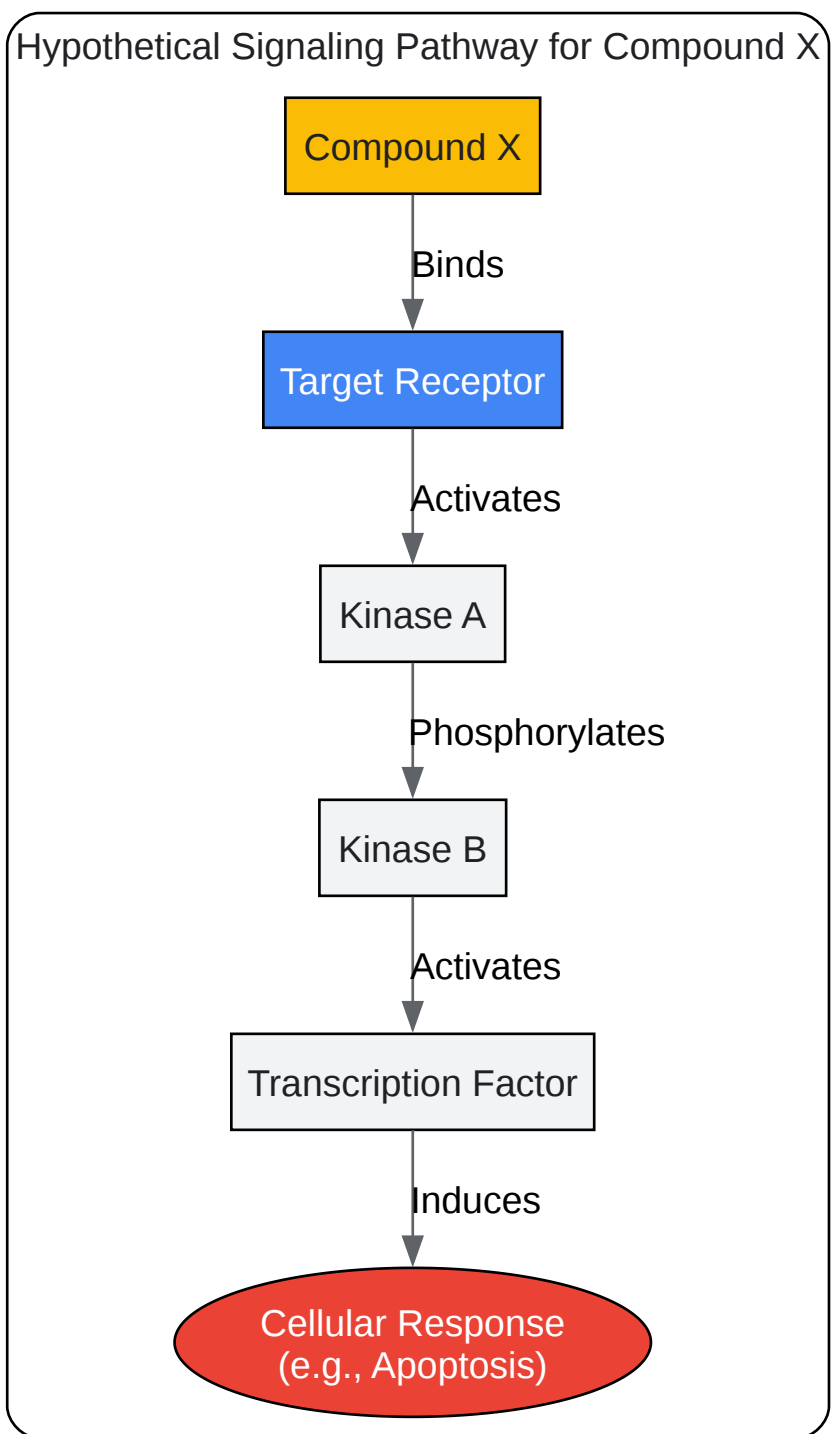 Hypothetical Signaling Pathway for Compound X
Compound X
Binds
Target Receptor
Activates
Kinase A
Phosphorylates
Kinase B
Activates
Transcription Factor
Induces
Cellular Response
(e.g., Apoptosis)